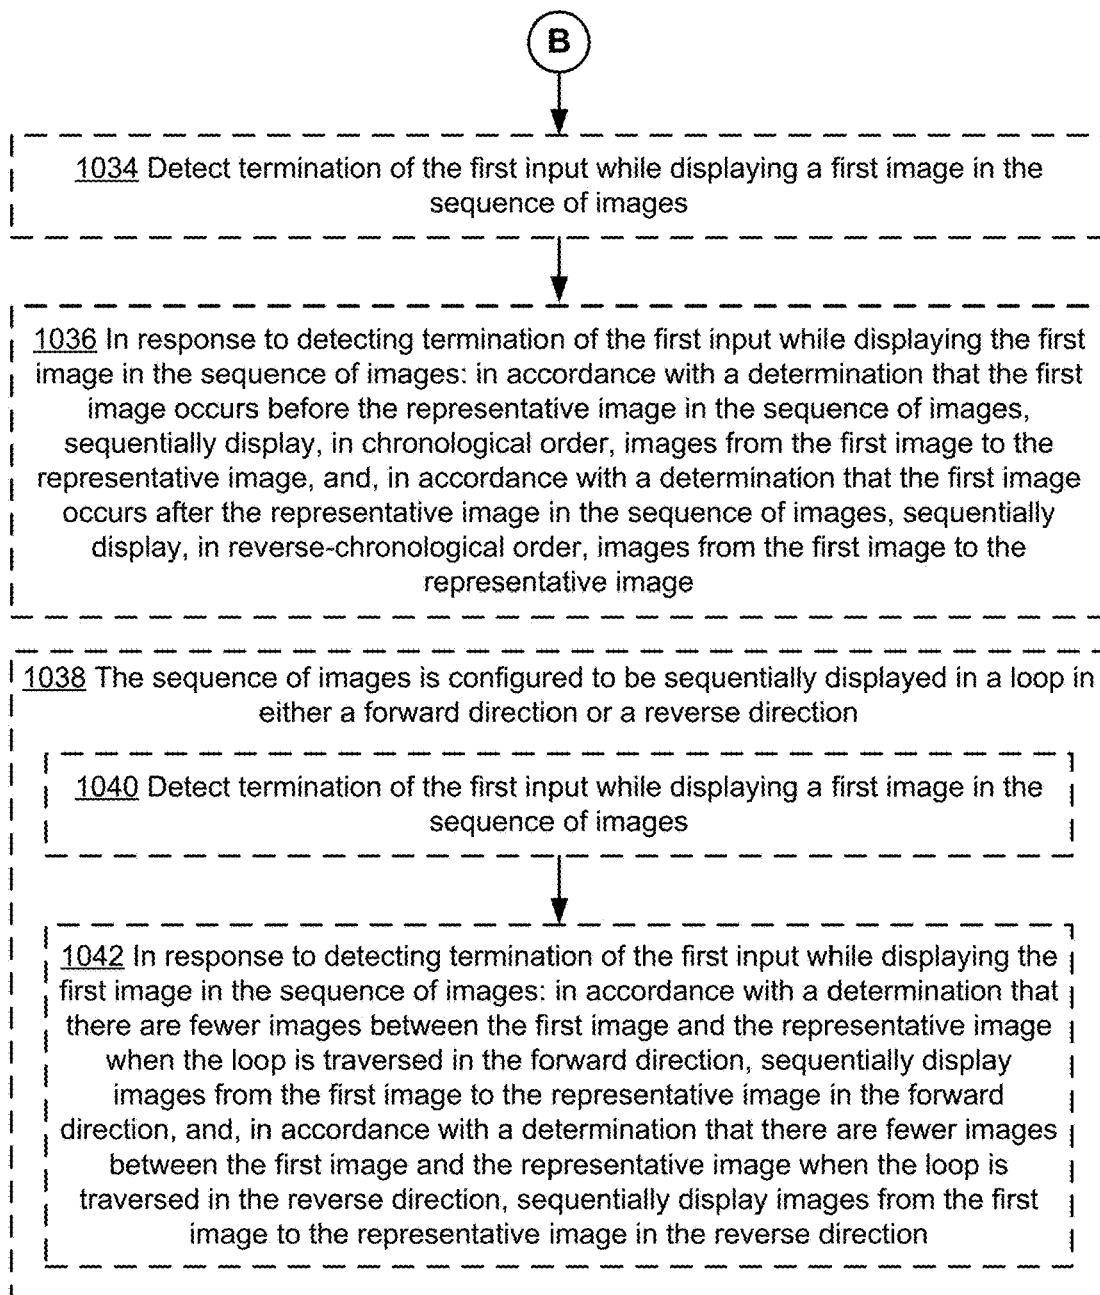 B
1034 Detect termination of the first input while displaying a first image in the
sequence of images
1036 In response to detecting termination of the first input while displaying the first
image in the sequence of images: in accordance with a determination that the first
image occurs before the representative image in the sequence of images,
sequentially display, in chronological order, images from the first image to the
representative image, and, in accordance with a determination that the first image
occurs after the representative image in the sequence of images, sequentially
display, in reverse-chronological order, images from the first image to the
representative image
1038 The sequence of images is configured to be sequentially displayed in a loop in
either a forward direction or a reverse direction
1040 Detect termination of the first input while displaying a first image in the
sequence of images
1042 In response to detecting termination of the first input while displaying the
first image in the sequence of images: in accordance with a determination that
there are fewer images between the first image and the representative image
when the loop is traversed in the forward direction, sequentially display
images from the first image to the representative image in the forward
direction, and, in accordance with a determination that there are fewer images
between the first image and the representative image when the loop is
traversed in the reverse direction, sequentially display images from the first
image to the representative image in the reverse direction